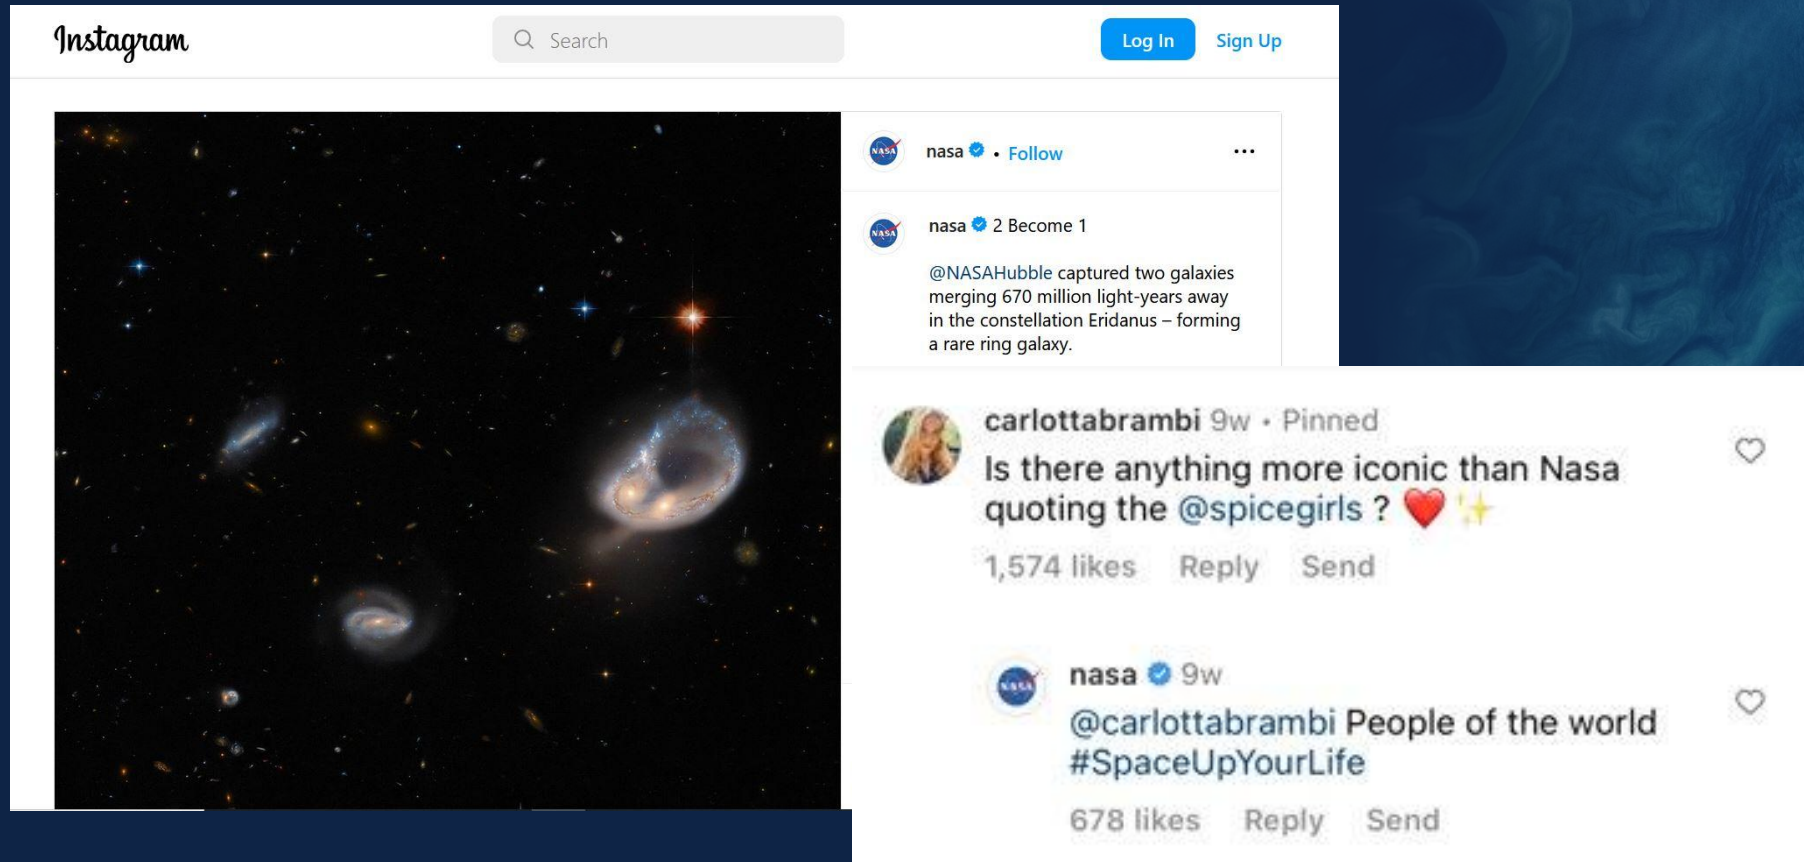 Instagram
Search
Log In
Sign Up
NASA
nasa • Follow
NASA
nasa 2 Become 1
@NASAHubble captured two galaxies
merging 670 million light-years away
in the constellation Eridanus – forming
a rare ring galaxy.
carlottabrambi 9w • Pinned
Is there anything more iconic than Nasa
quoting the @spicegirls ? ❤️ ✨
1,574 likes Reply Send
NASA
nasa 9w
@carlottabrambi People of the world
#SpaceUpYourLife
678 likes Reply Send